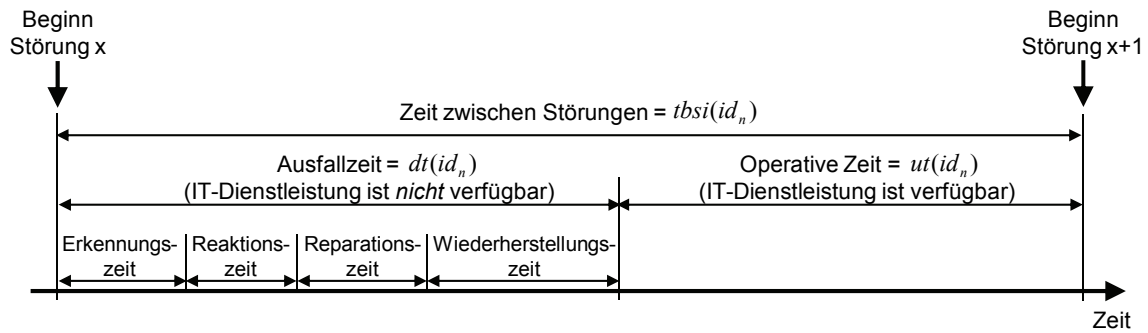 Beginn
Störung x
Beginn
Störung x+1
Zeit zwischen Störungen = tbsi(id_n)
Ausfallzeit = dt(id_n)
(IT-Dienstleistung ist nicht verfügbar)
Operative Zeit = ut(id_n)
(IT-Dienstleistung ist verfügbar)
Erkennungs-
zeit
Reaktions-
zeit
Reparations-
zeit
Wiederherstellungs-
zeit
Zeit